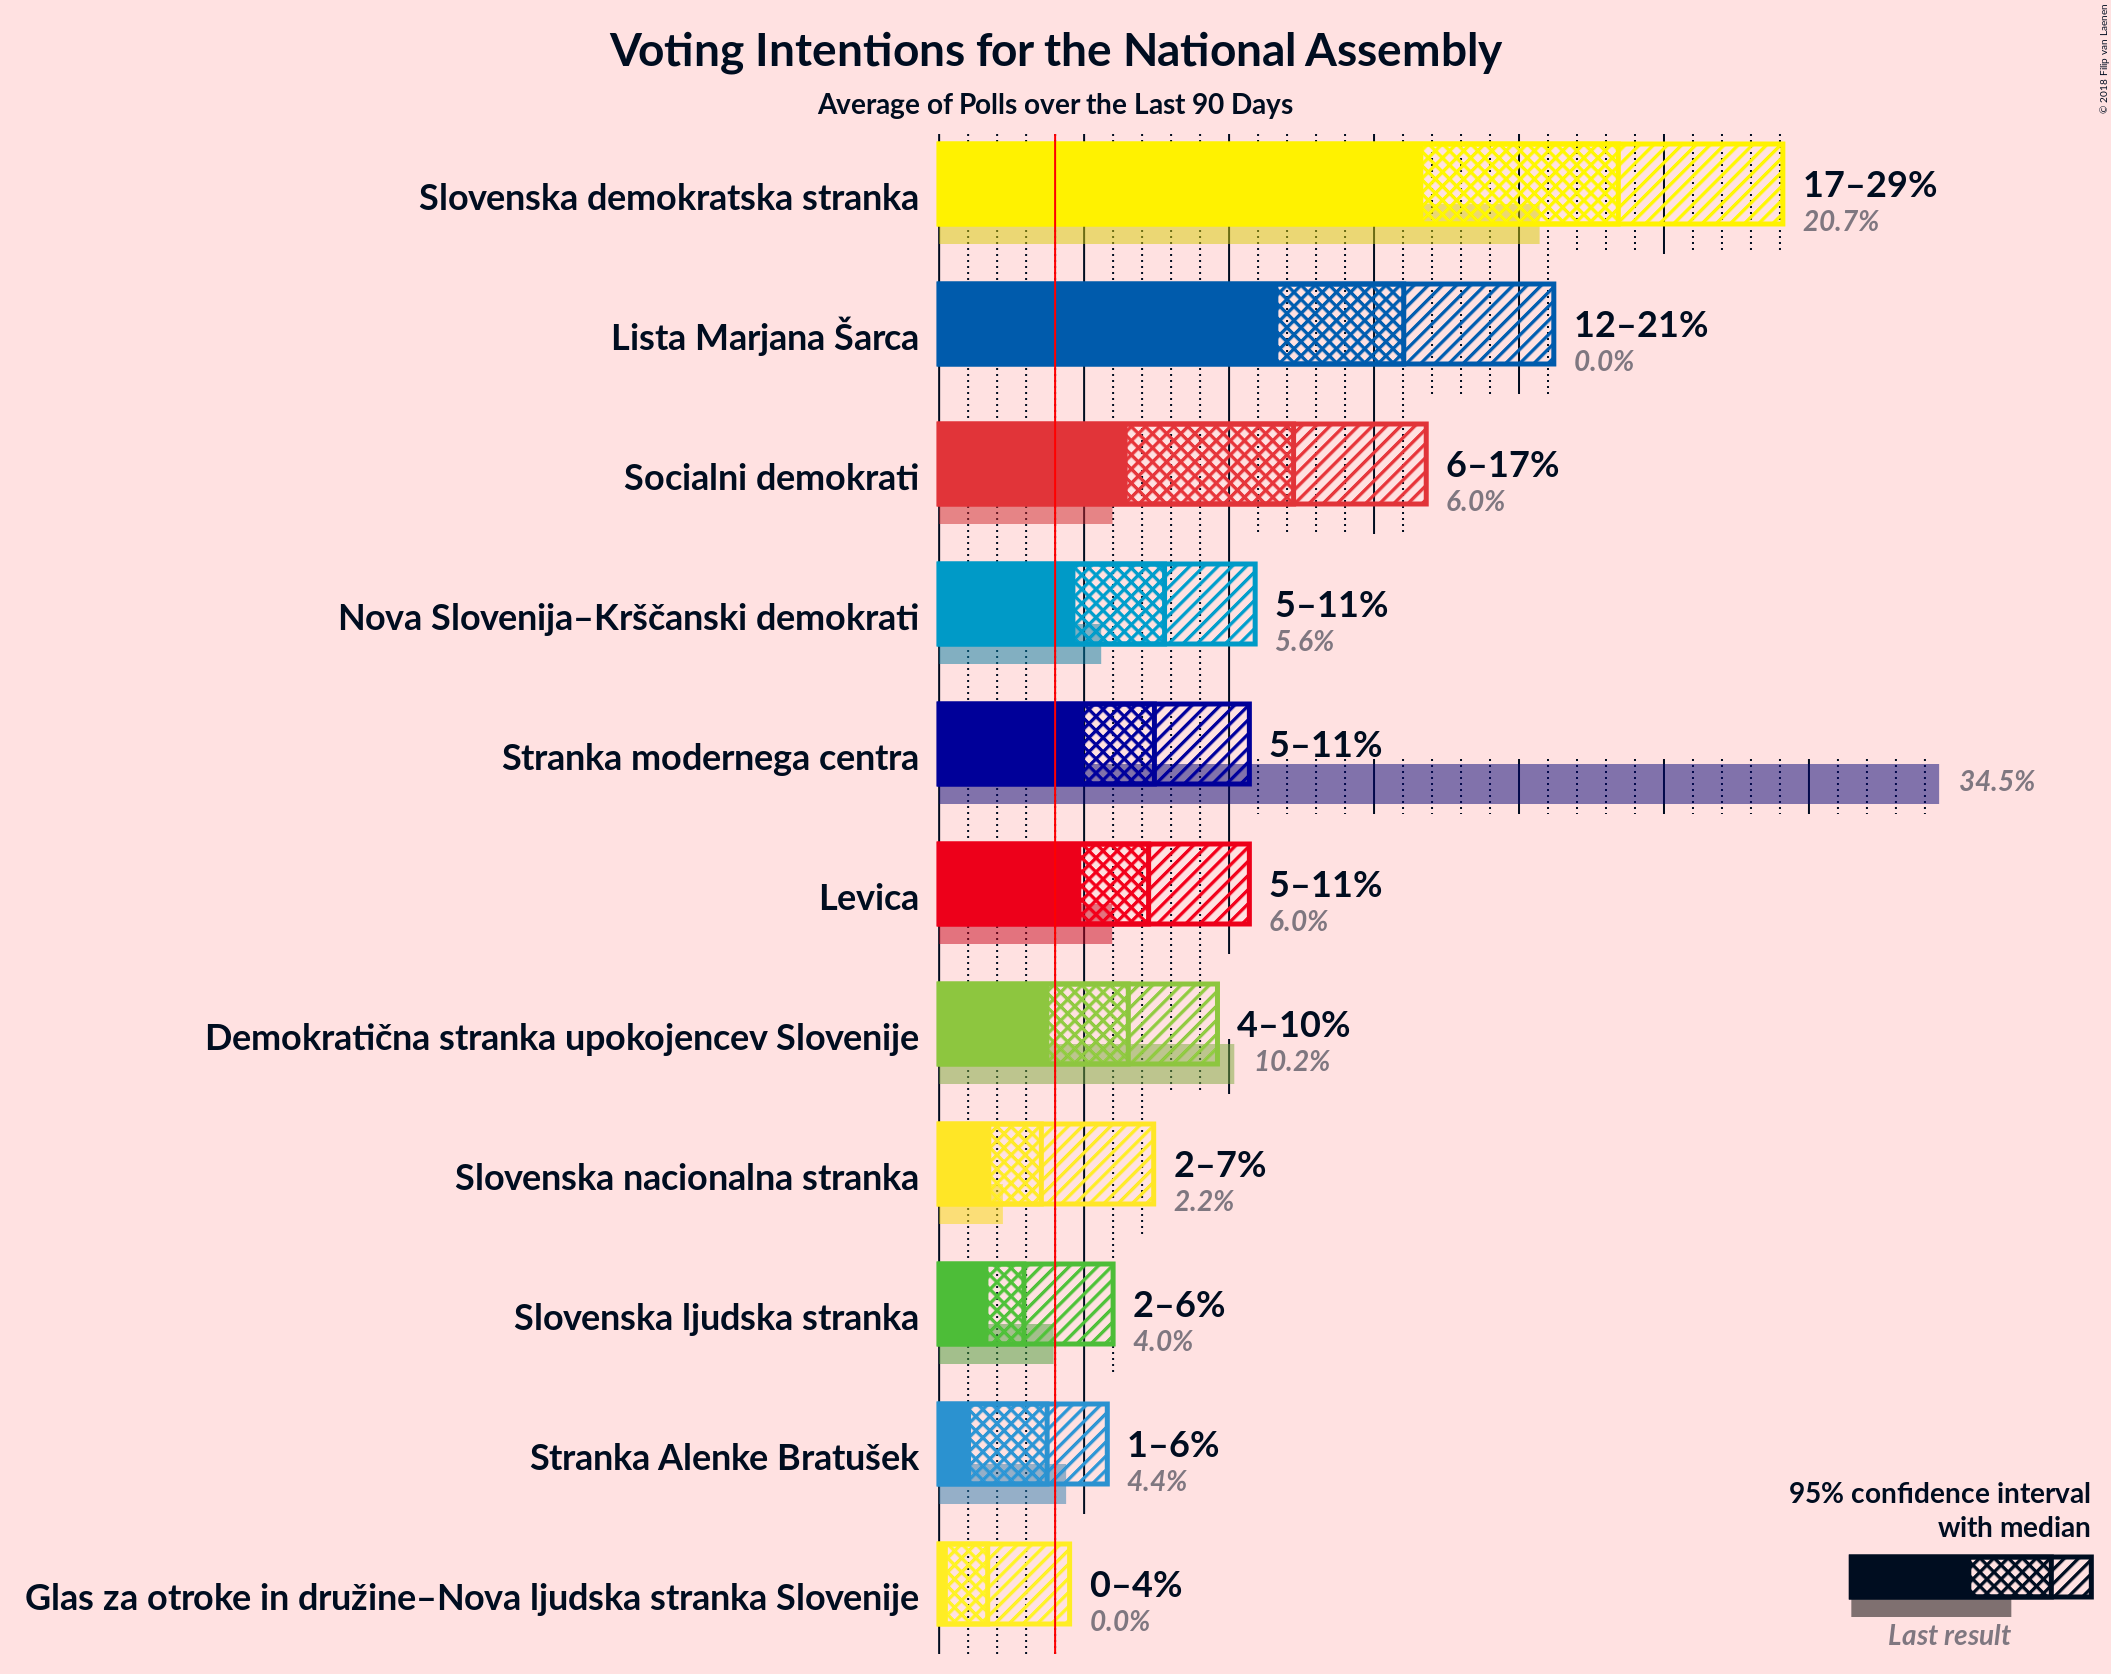 © 2018 Filip van Laenen
Voting Intentions for the National Assembly
Average of Polls over the Last 90 Days
Slovenska demokratska stranka
17–29%
20.7%
Lista Marjana Šarca
12–21%
0.0%
Socialni demokrati
6–17%
6.0%
Nova Slovenija–Krščanski demokrati
5–11%
5.6%
Stranka modernega centra
5–11%
34.5%
Levica
5–11%
6.0%
Demokratična stranka upokojencev Slovenije
4–10%
10.2%
Slovenska nacionalna stranka
2–7%
2.2%
Slovenska ljudska stranka
2–6%
4.0%
Stranka Alenke Bratušek
1–6%
4.4%
Glas za otroke in družine–Nova ljudska stranka Slovenije
0–4%
0.0%
95% confidence interval
with median
Last result